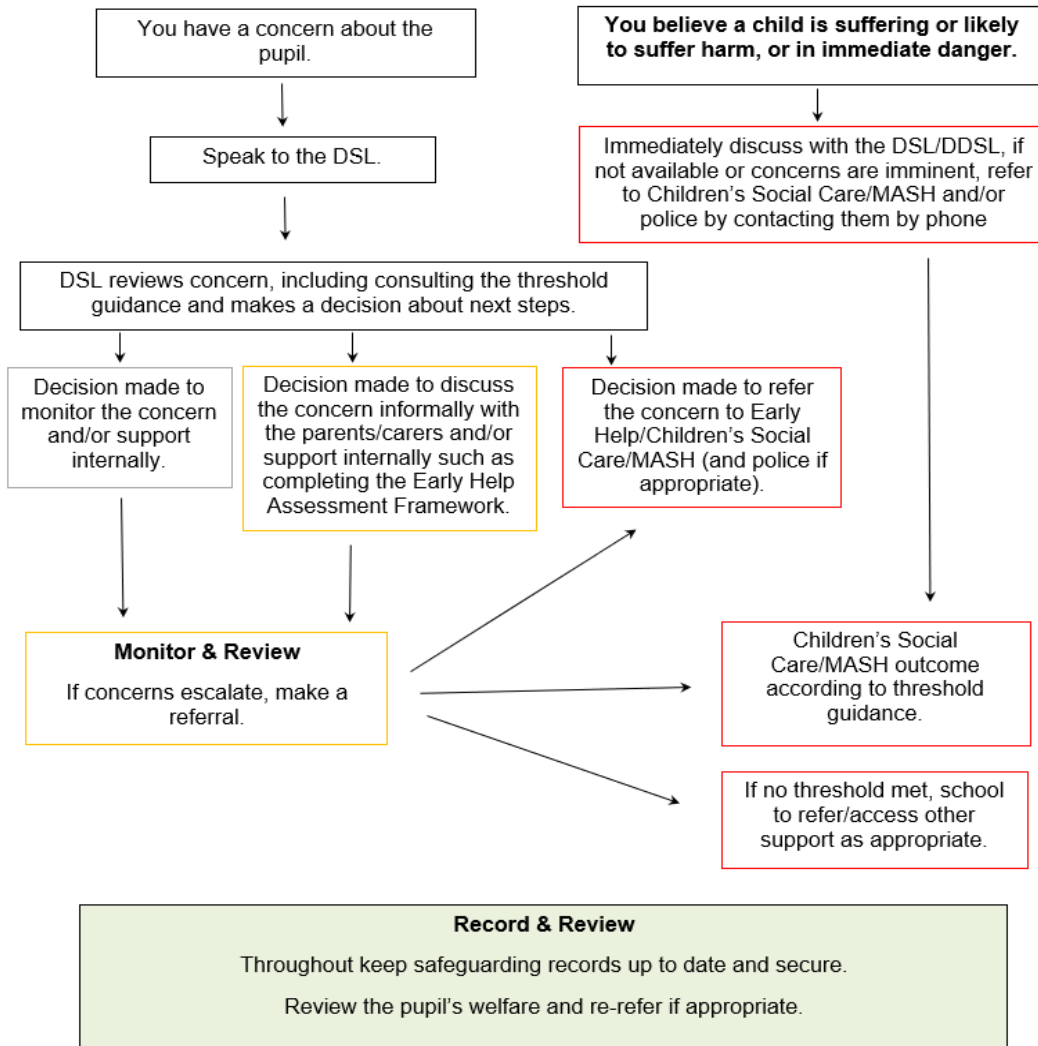 You have a concern about the
pupil.
You believe a child is suffering or likely
to suffer harm, or in immediate danger.
Speak to the DSL.
Immediately discuss with the DSL/DDSL, if
not available or concerns are imminent, refer
to Children’s Social Care/MASH and/or
police by contacting them by phone
DSL reviews concern, including consulting the threshold
guidance and makes a decision about next steps.
Decision made to
monitor the concern
and/or support
internally.
Decision made to discuss
the concern informally with
the parents/carers and/or
support internally such as
completing the Early Help
Assessment Framework.
Decision made to refer
the concern to Early
Help/Children’s Social
Care/MASH (and police if
appropriate).
Monitor & Review
If concerns escalate, make a
referral.
Children’s Social
Care/MASH outcome
according to threshold
guidance.
If no threshold met, school
to refer/access other
support as appropriate.
Record & Review
Throughout keep safeguarding records up to date and secure.
Review the pupil’s welfare and re-refer if appropriate.